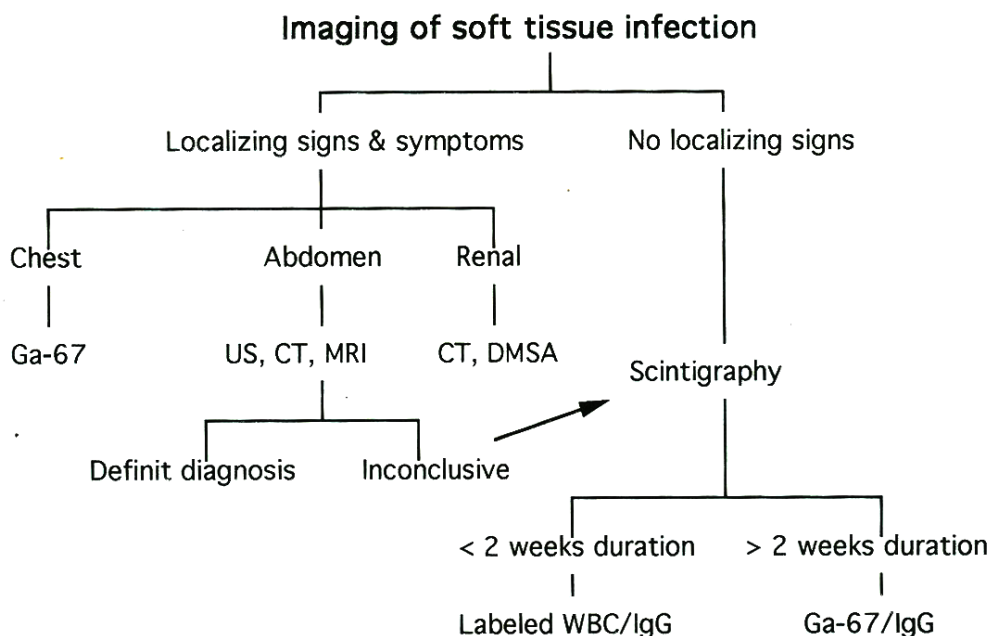 Imaging of soft tissue infection
Localizing signs & symptoms
No localizing signs
Chest
Abdomen
Renal
Ga-67
US, CT, MRI
CT, DMSA
Scintigraphy
Definit diagnosis
Inconclusive
< 2 weeks duration
> 2 weeks duration
Labeled WBC/IgG
Ga-67/IgG